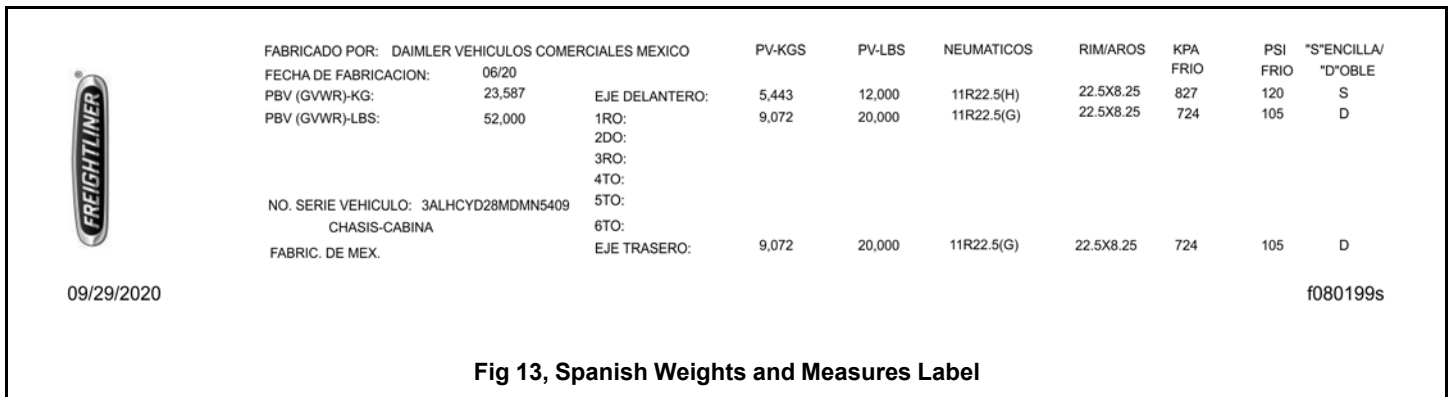 FABRICADO POR: DAIMLER VEHICULOS COMERCIALES MEXICO PV-KGS PV-LBS NEUMATICOS RIM/AROS KPA FRIO PSI FRIO "S"ENCILLA/ "D"OBLE
FECHA DE FABRICACION: 06/20
PBV (GVWR)-KG: 23,587 EJE DELANTERO: 5,443 12,000 11R22.5(H) 22.5X8.25 827 120 S
PBV (GVWR)-LBS: 52,000 1RO: 9,072 20,000 11R22.5(G) 22.5X8.25 724 105 D
2DO:
3RO:
4TO:
NO. SERIE VEHICULO: 3ALHCYD28MDMN5409 5TO:
CHASIS-CABINA 6TO:
FABRIC. DE MEX. EJE TRASERO: 9,072 20,000 11R22.5(G) 22.5X8.25 724 105 D
FREIGHTLINER ®
09/29/2020 f080199s
Fig 13, Spanish Weights and Measures Label